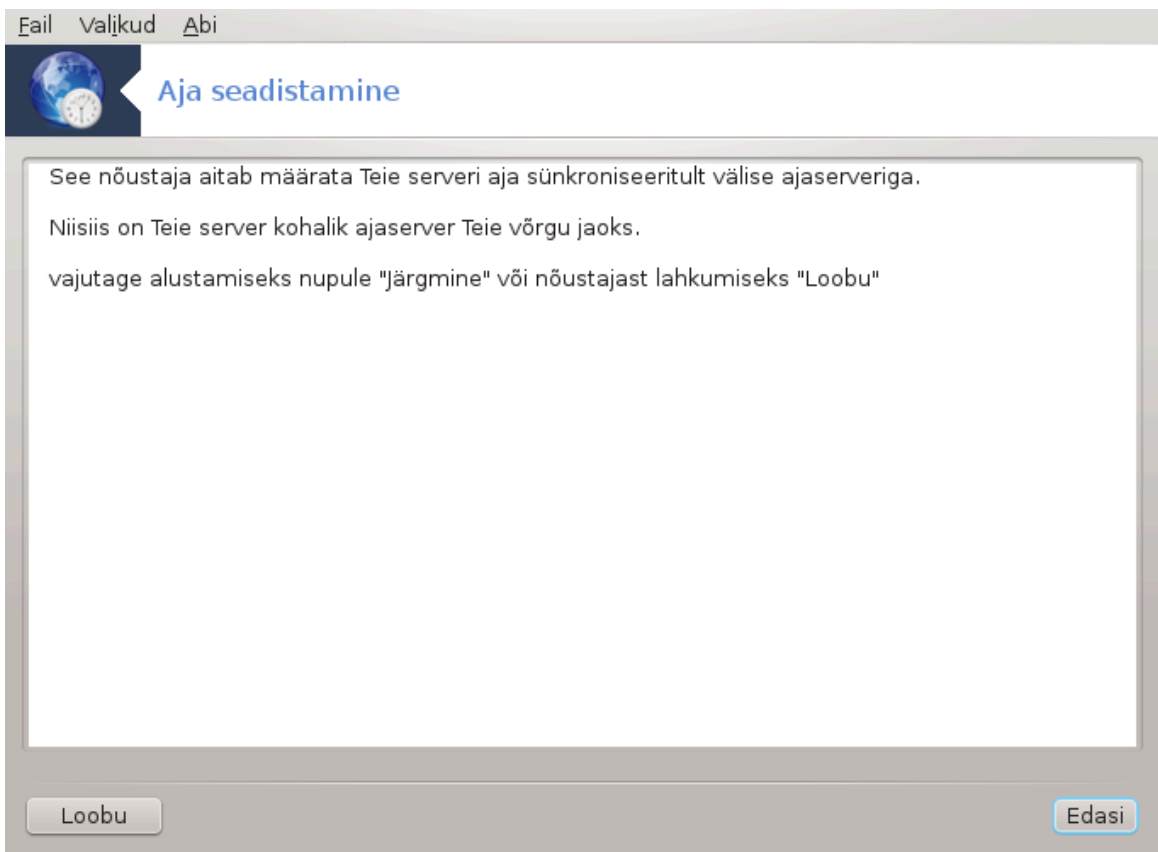 Fail Valikud Abi
Aja seadistamine
See nõustaja aitab määrata Teie serveri aja sünkroniseeritult välise ajaserveriga.
Niisiis on Teie server kohalik ajaserver Teie võrgu jaoks.
vajutage alustamiseks nupule "Järgmine" või nõustajast lahkumiseks "Loobu"
Loobu Edasi